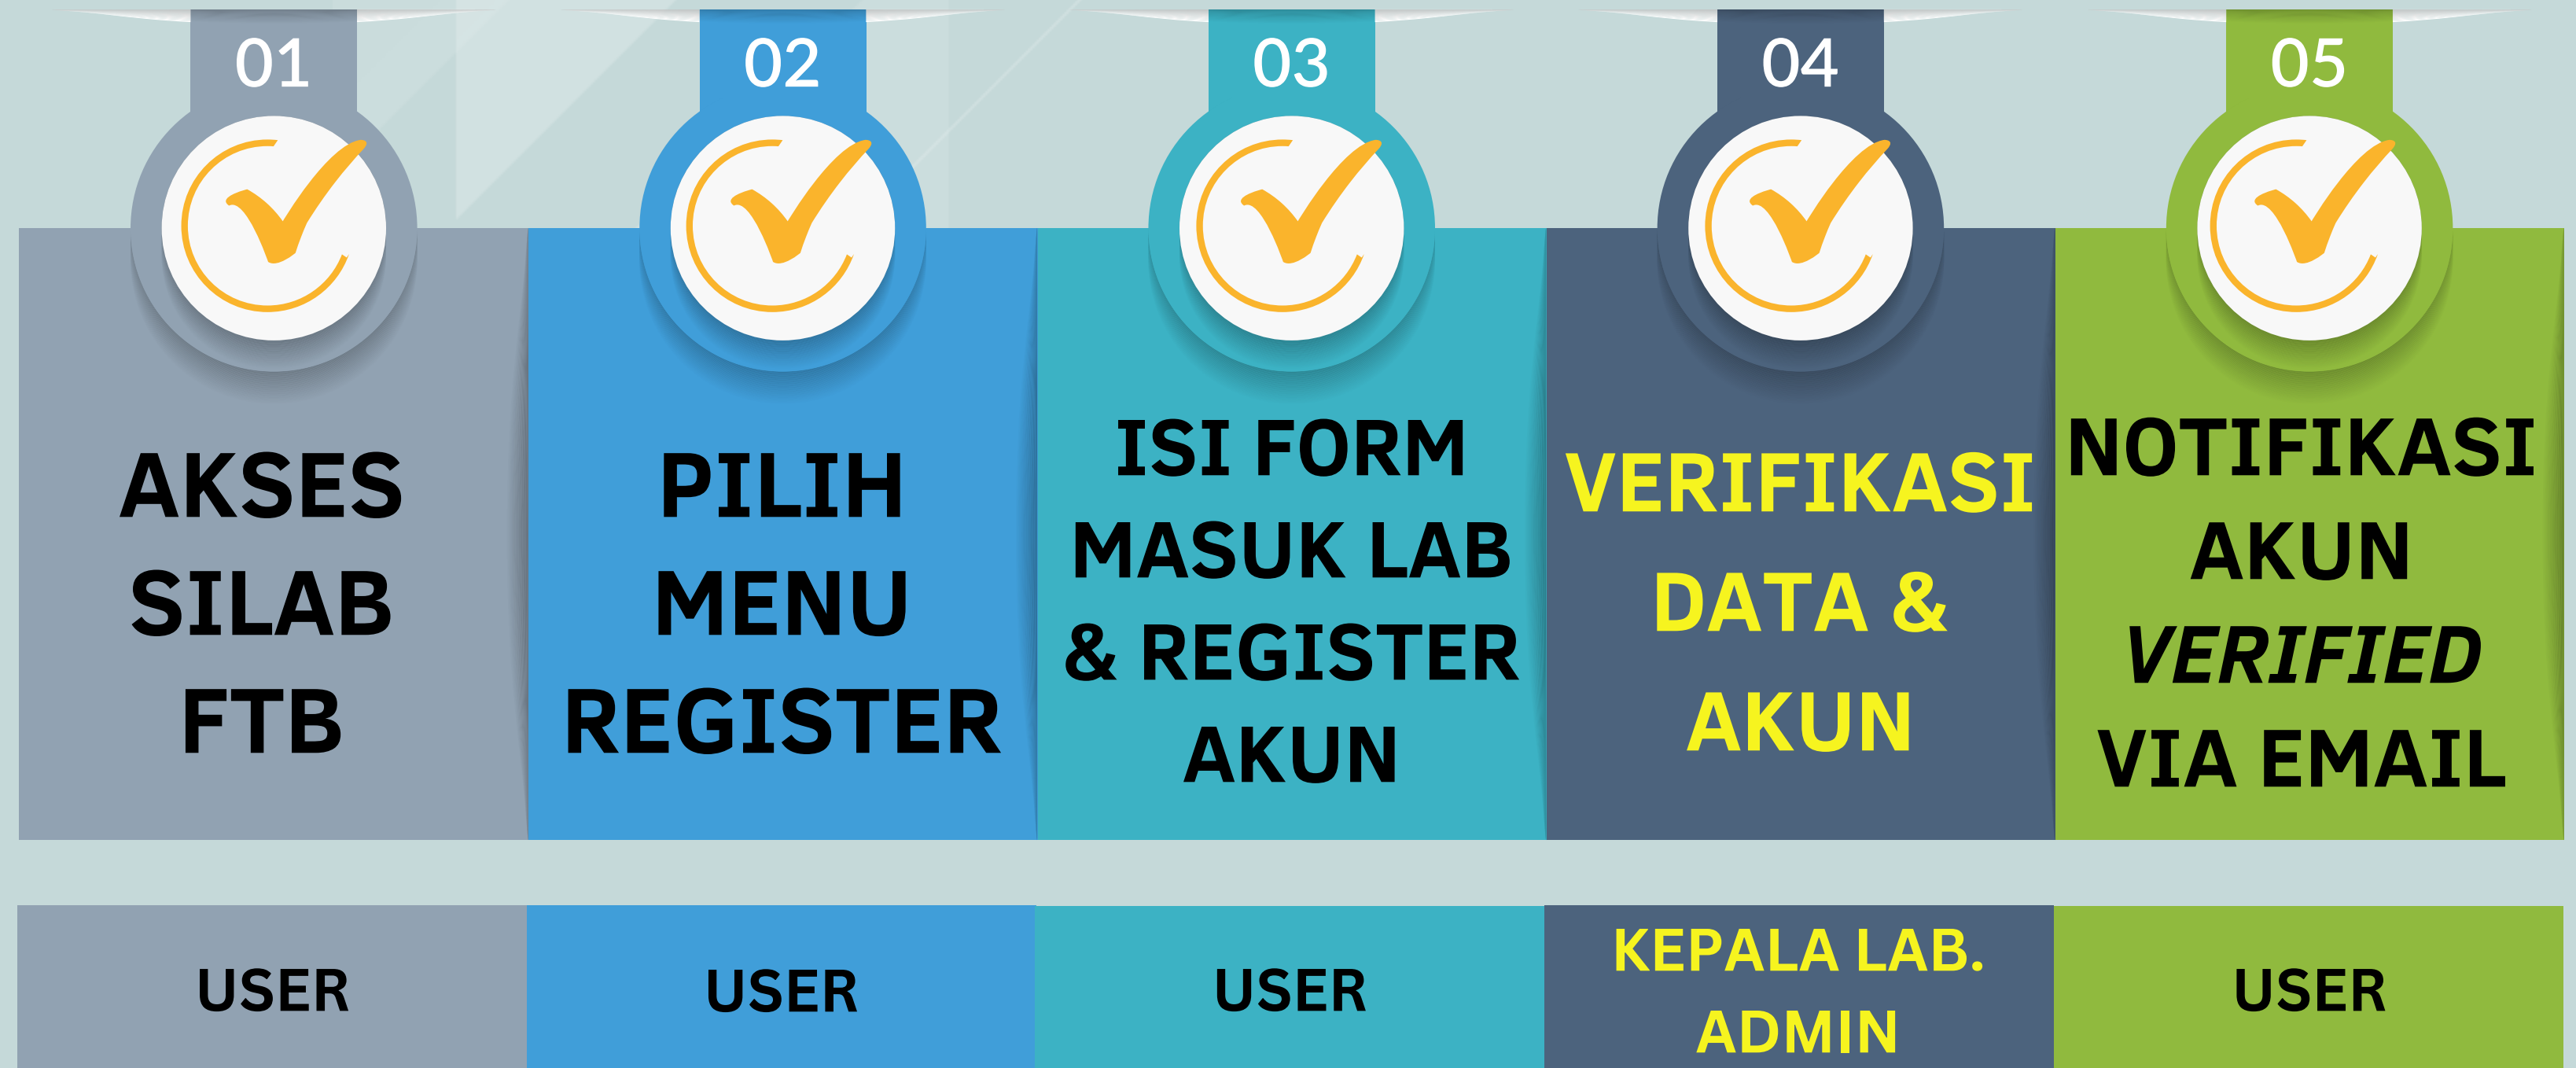 01
AKSES
SILAB
FTB
USER
02
PILIH
MENU
REGISTER
USER
03
ISI FORM
MASUK LAB
& REGISTER
AKUN
USER
04
VERIFIKASI
DATA &
AKUN
KEPALA LAB.
ADMIN
05
NOTIFIKASI
AKUN
VERIFIED
VIA EMAIL
USER